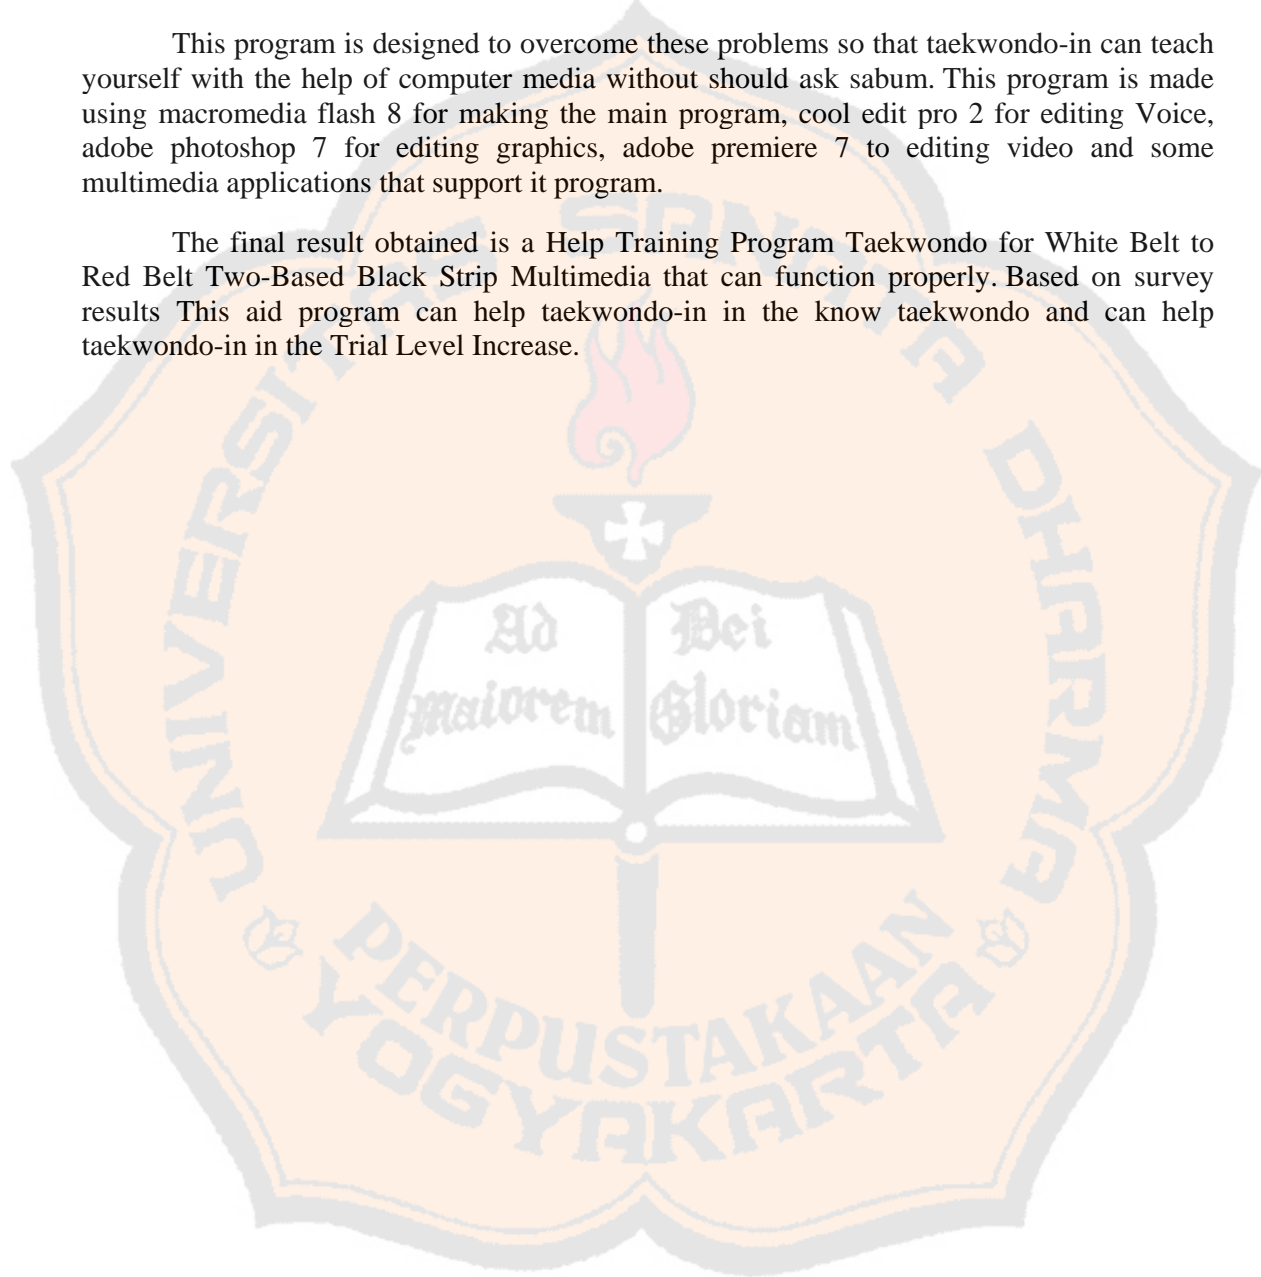 This program is designed to overcome these problems so that taekwondo-in can teach
yourself with the help of computer media without should ask sabum. This program is made
using macromedia flash 8 for making the main program, cool edit pro 2 for editing Voice,
adobe photoshop 7 for editing graphics, adobe premiere 7 to editing video and some
multimedia applications that support it program.
The final result obtained is a Help Training Program Taekwondo for White Belt to
Red Belt Two-Based Black Strip Multimedia that can function properly. Based on survey
results This aid program can help taekwondo-in in the know taekwondo and can help
taekwondo-in in the Trial Level Increase.
UNIVERSITAS SANATA DHARMA
Ad Dei
Maiorem Gloriam
PERPUSTAKAAN
YOGYAKARTA